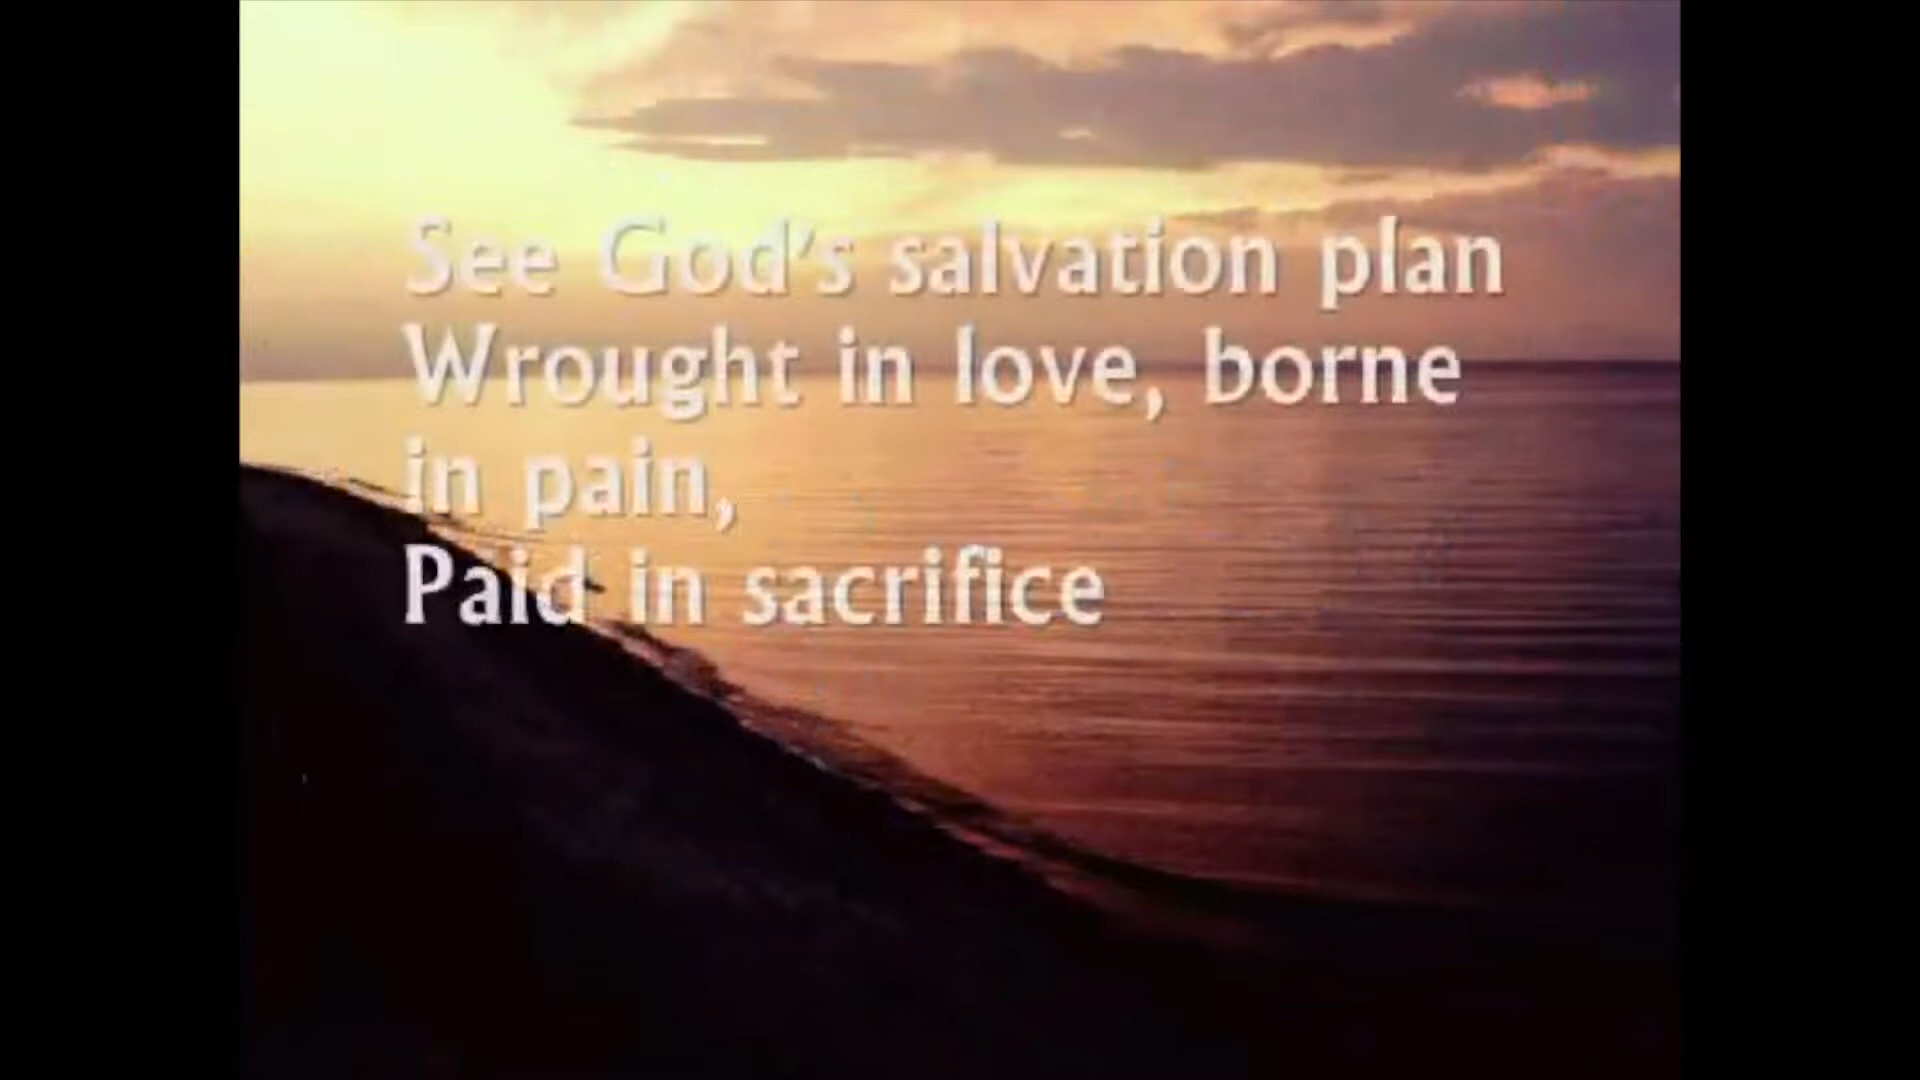 See God's salvation plan
Wrought in love, borne
in pain,
Paid in sacrifice